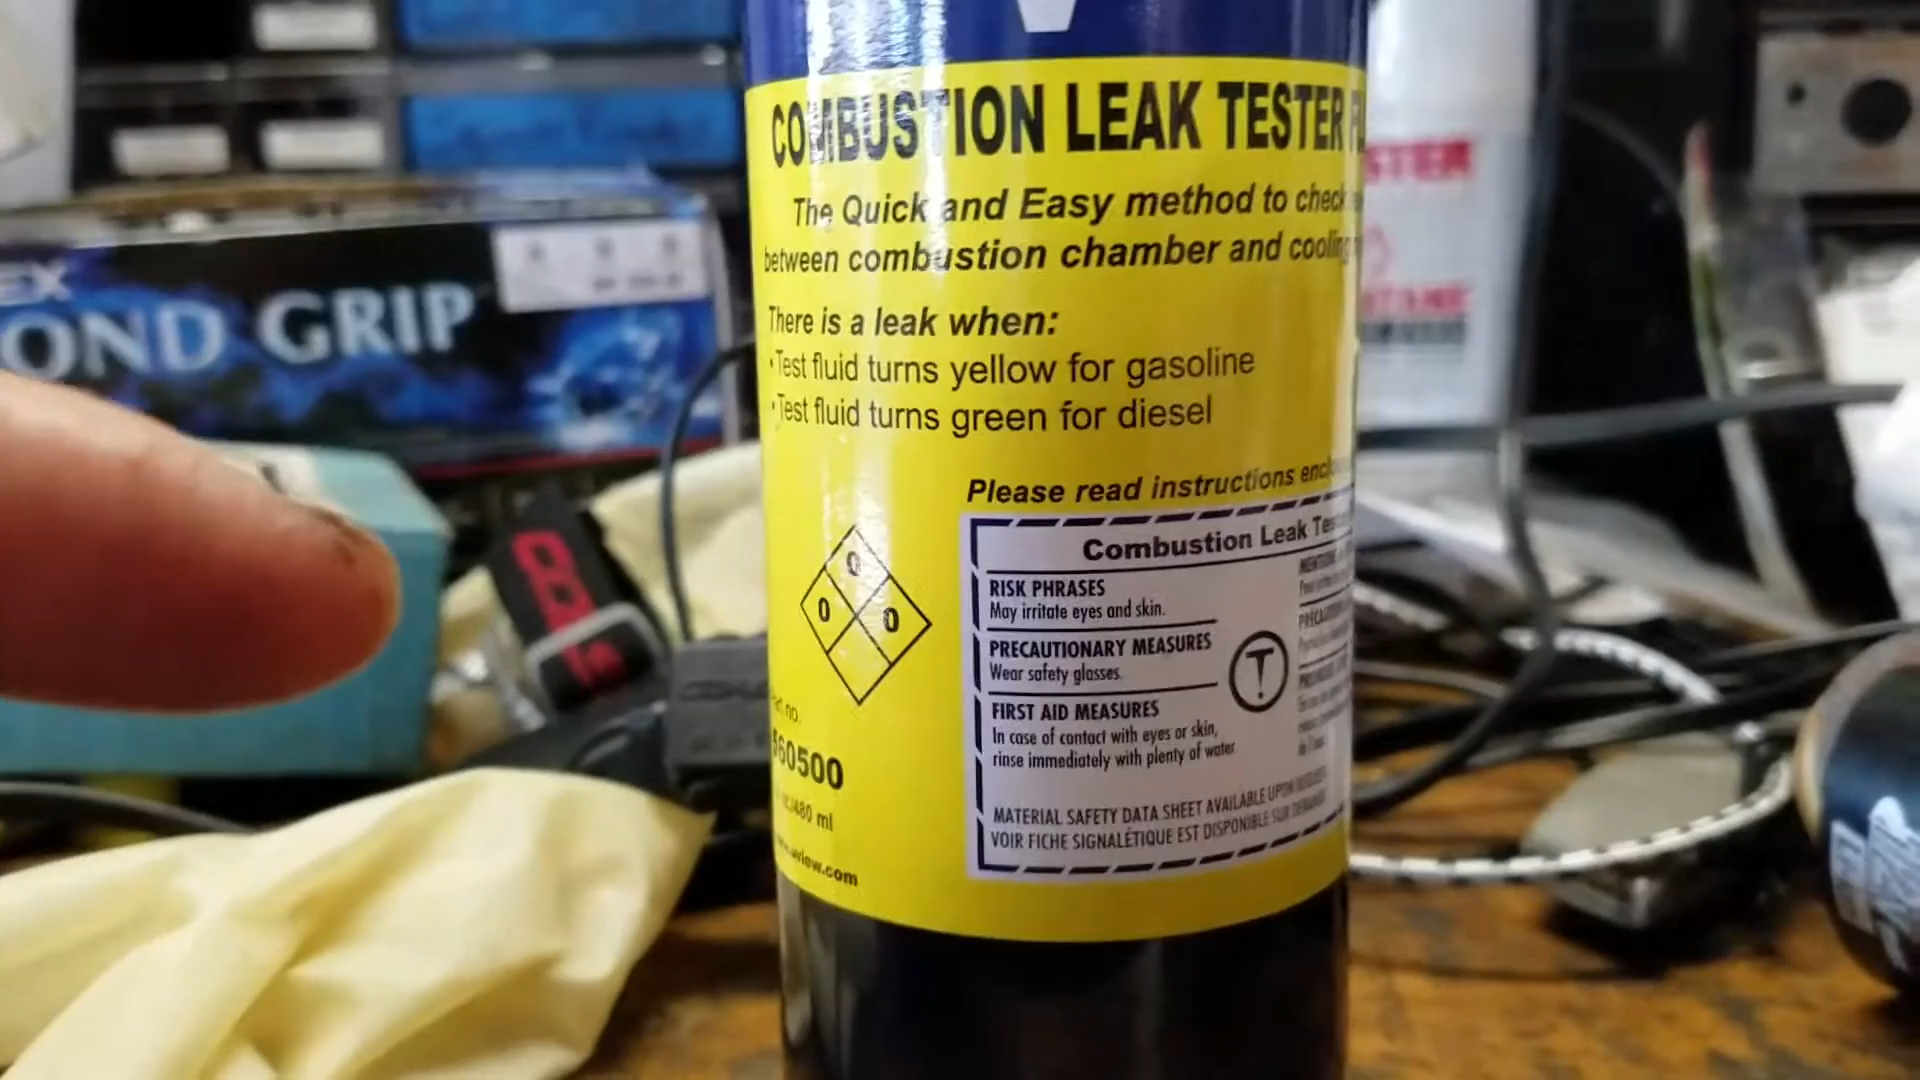 COMBUSTION LEAK TESTER
The Quick and Easy method to check
between combustion chamber and cooling
There is a leak when:
·Test fluid turns yellow for gasoline
·Test fluid turns green for diesel
Please read instructions
0
0
0
560500
480 ml
uview.com
Combustion Leak
RISK PHRASES
May irritate eyes and skin.
PRECAUTIONARY MEASURES
Wear safety glasses.
FIRST AID MEASURES
In case of contact with eyes or skin,
rinse immediately with plenty of water
MATERIAL SAFETY DATA SHEET AVAILABLE UPON
VOIR FICHE SIGNALÉTIQUE EST DISPONIBLE SUR
OND GRIP